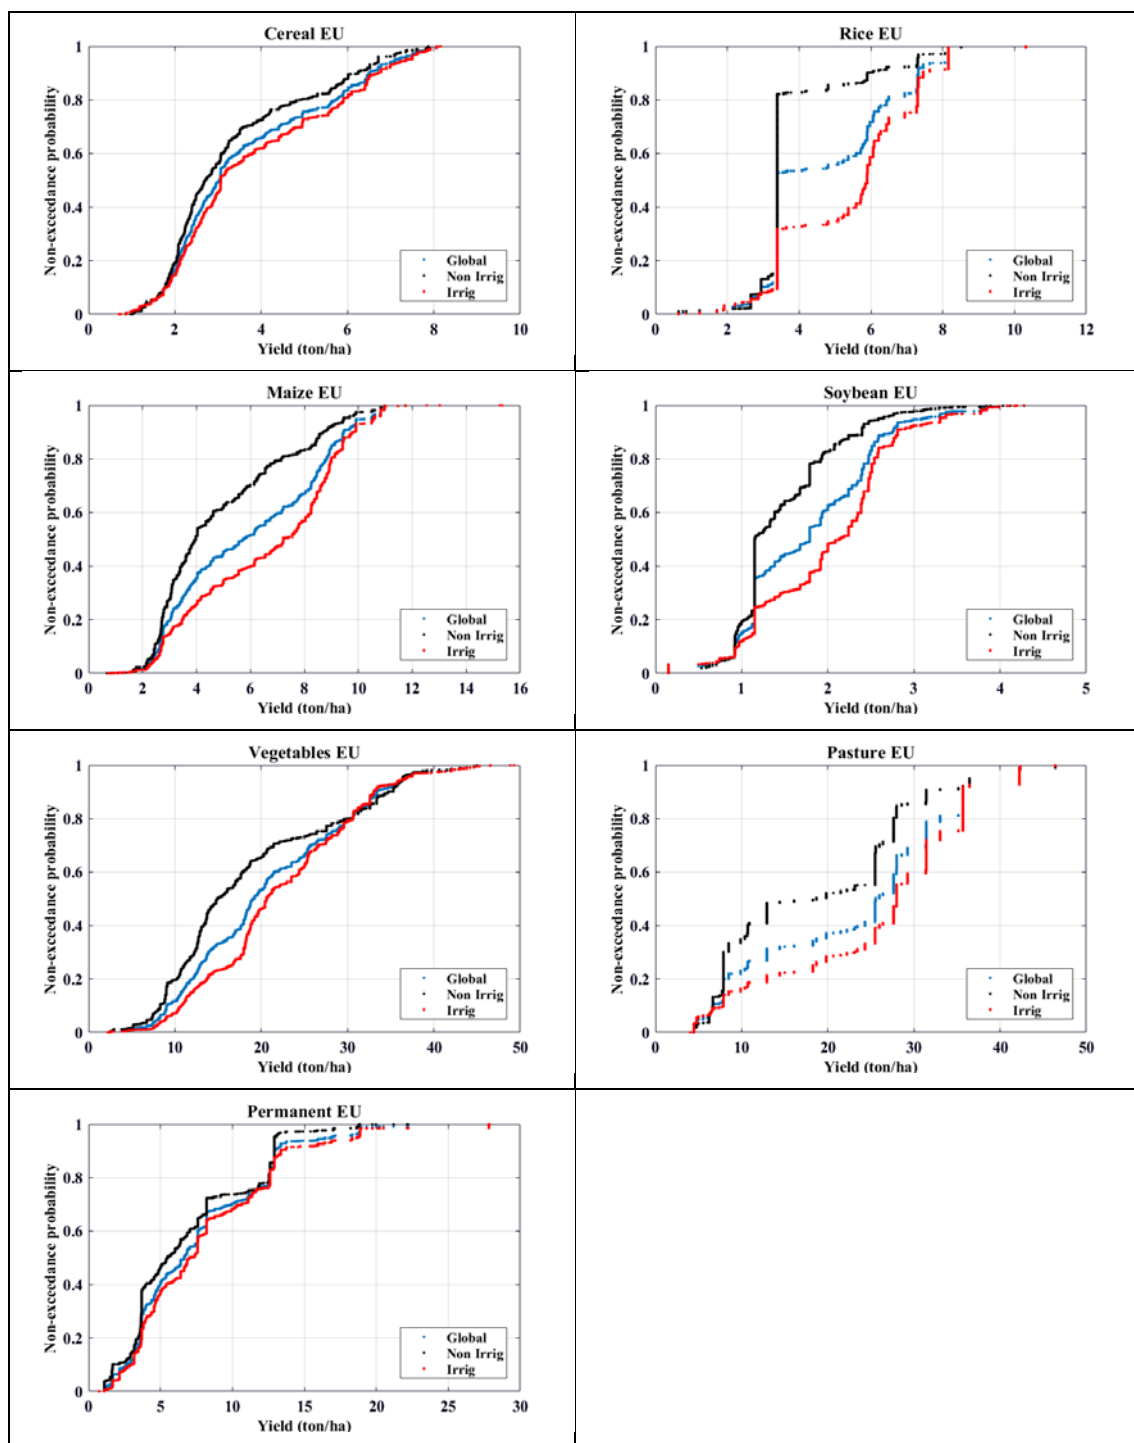 Cereal EU
Non-exceedance probability
1
0.8
0.6
0.4
0.2
0
0 2 4 6 8 10
Yield (ton/ha)
Global
Non Irrig
Irrig
Rice EU
Non-exceedance probability
1
0.8
0.6
0.4
0.2
0
0 2 4 6 8 10 12
Yield (ton/ha)
Global
Non Irrig
Irrig
Maize EU
Non-exceedance probability
1
0.8
0.6
0.4
0.2
0
0 2 4 6 8 10 12 14 16
Yield (ton/ha)
Global
Non Irrig
Irrig
Soybean EU
Non-exceedance probability
1
0.8
0.6
0.4
0.2
0
0 1 2 3 4 5
Yield (ton/ha)
Global
Non Irrig
Irrig
Vegetables EU
Non-exceedance probability
1
0.8
0.6
0.4
0.2
0
0 10 20 30 40 50
Yield (ton/ha)
Global
Non Irrig
Irrig
Pasture EU
Non-exceedance probability
1
0.8
0.6
0.4
0.2
0
0 10 20 30 40 50
Yield (ton/ha)
Global
Non Irrig
Irrig
Permanent EU
Non-exceedance probability
1
0.8
0.6
0.4
0.2
0
0 5 10 15 20 25 30
Yield (ton/ha)
Global
Non Irrig
Irrig